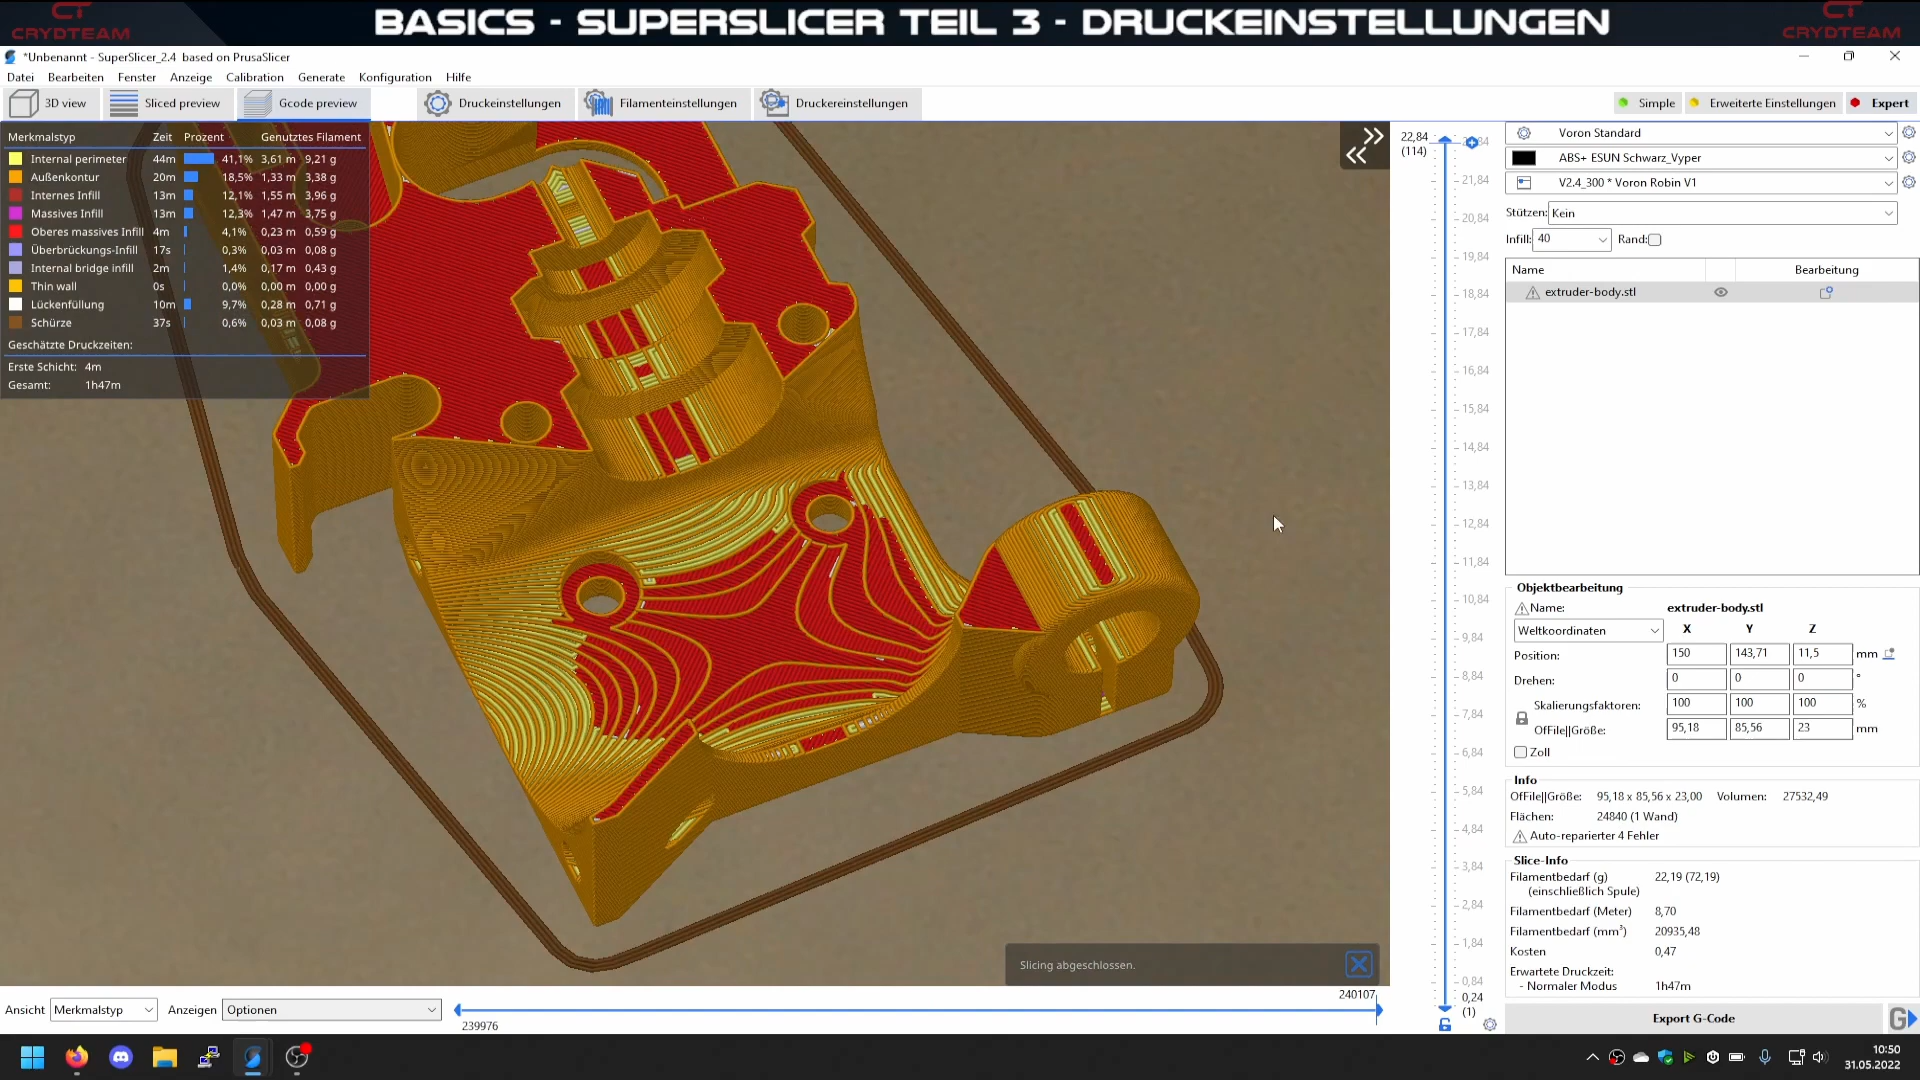 CT
CRYDTEAM
BASICS - SUPERSLICER TEIL 3 - DRUCKEINSTELLUNGEN
CT
CRYDTEAM
*Unbenannt - SuperSlicer_2.4 based on PrusaSlicer
Datei Bearbeiten Fenster Anzeige Calibration Generate Konfiguration Hilfe
3D view Sliced preview Gcode preview Druckeinstellungen Filamenteinstellungen Druckereinstellungen Simple Erweiterte Einstellungen Expert
Merkmalstyp Zeit Prozent Genutztes Filament
Internal perimeter 44m 41,1% 3,61 m 9,21 g
Außenkontur 20m 18,5% 1,33 m 3,38 g
Internes Infill 13m 12,1% 1,55 m 3,96 g
Massives Infill 13m 12,3% 1,47 m 3,75 g
Oberes massives Infill 4m 4,1% 0,23 m 0,59 g
Überbrückungs-Infill 17s 0,3% 0,03 m 0,08 g
Internal bridge infill 2m 1,4% 0,17 m 0,43 g
Thin wall 0s 0,0% 0,00 m 0,00 g
Lückenfüllung 10m 9,7% 0,28 m 0,71 g
Schürze 37s 0,6% 0,03 m 0,08 g
Geschätzte Druckzeiten:
Erste Schicht: 4m
Gesamt: 1h47m
22,84
(114)
21,84
20,84
19,84
18,84
17,84
16,84
15,84
14,84
13,84
12,84
11,84
10,84
9,84
8,84
7,84
6,84
5,84
4,84
3,84
2,84
1,84
0,84
0,24
(1)
Voron Standard
ABS+ ESUN Schwarz_Vyper
V2.4_300 * Voron Robin V1
Stützen: Kein
Infill: 40 Rand:
Name Bearbeitung
extruder-body.stl
Objektbearbeitung
Name: extruder-body.stl
Weltkoordinaten X Y Z
Position: 150 143,71 11,5 mm
Drehen: 0 0 0 °
Skalierungsfaktoren: 100 100 100 %
OfFile||Größe: 95,18 85,56 23 mm
Zoll
Info
OfFile||Größe: 95,18 x 85,56 x 23,00 Volumen: 27532,49
Flächen: 24840 (1 Wand)
Auto-reparierter 4 Fehler
Slice-Info
Filamentbedarf (g) 22,19 (72,19)
(einschließlich Spule)
Filamentbedarf (Meter) 8,70
Filamentbedarf (mm³) 20935,48
Kosten 0,47
Erwartete Druckzeit:
- Normaler Modus 1h47m
Export G-Code
G
Slicing abgeschlossen.
240107
Ansicht Merkmalstyp Anzeigen Optionen
239976
10:50
31.05.2022